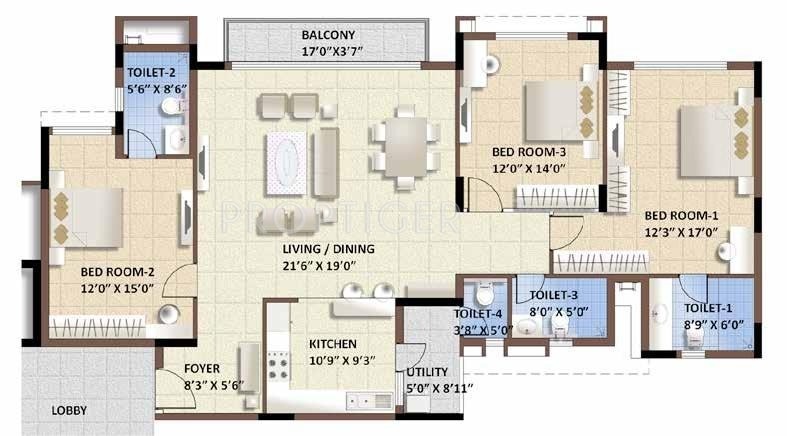 BALCONY
17'0"X3'7"
TOILET-2
5'6" X 8'6"
BED ROOM-3
12'0" X 14'0"
BED ROOM-1
12'3" X 17'0"
PROPTIGER
LIVING / DINING
21'6" X 19'0"
BED ROOM-2
12'0" X 15'0"
TOILET-4
3'8" X 5'0"
TOILET-3
8'0" X 5'0"
TOILET-1
8'9" X 6'0"
KITCHEN
10'9" X 9'3"
FOYER
8'3" X 5'6"
UTILITY
5'0" X 8'11"
LOBBY